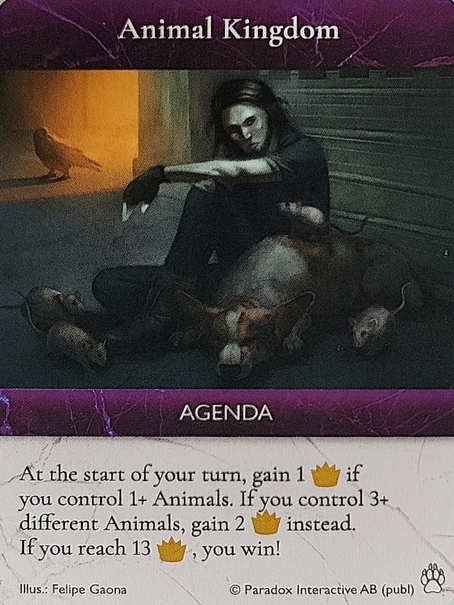 Animal Kingdom
AGENDA
At the start of your turn, gain 1 if
you control 1+ Animals. If you control 3+
different Animals, gain 2 instead.
If you reach 13 , you win!
Illus.: Felipe Gaona © Paradox Interactive AB (publ)